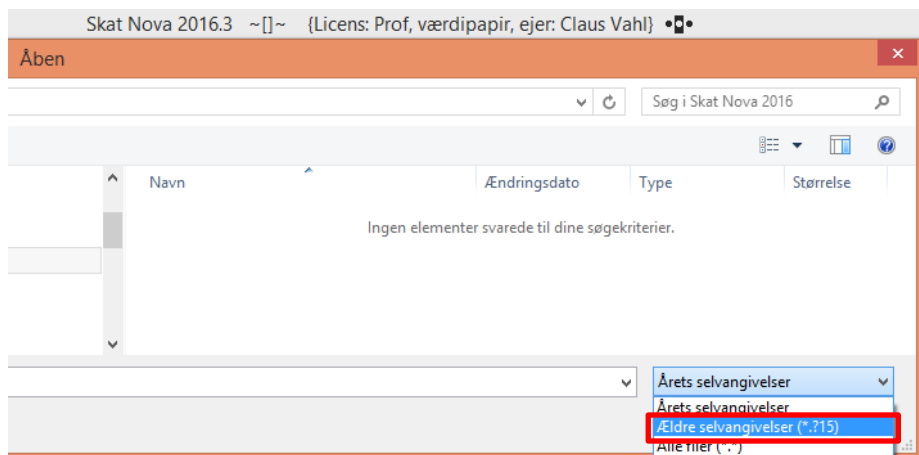 Skat Nova 2016.3 ~[]~ {Licens: Prof, værdipapir, ejer: Claus Vahl} •◘•
Åben
Søg i Skat Nova 2016
Navn Ændringsdato Type Størrelse
Ingen elementer svarede til dine søgekriterier.
Årets selvangivelser
Årets selvangivelser
Ældre selvangivelser (*.?15)
Alle filer (*.*)